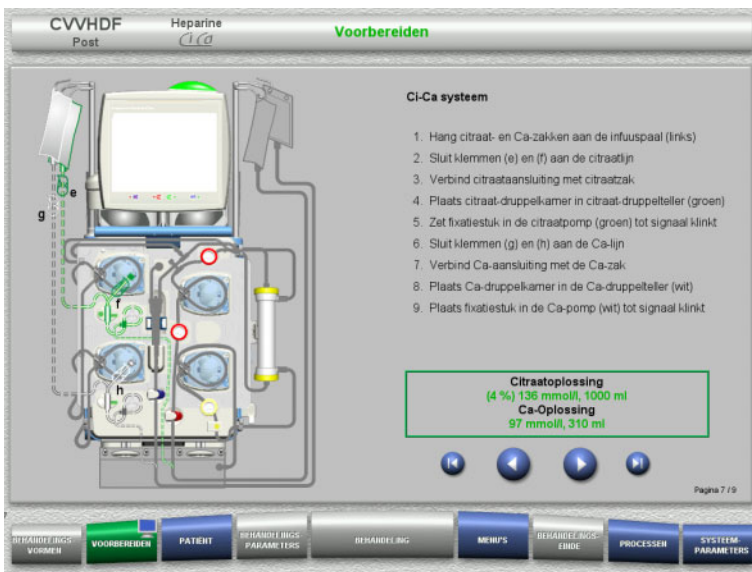 CVVHDF
Post
Heparine
Ci Ca
Voorbereiden
Ci-Ca systeem
1. Hang citraat- en Ca-zakken aan de infuuspaal (links)
2. Sluit klemmen (e) en (f) aan de citraatlijn
3. Verbind citraataansluiting met citraatzak
4. Plaats citraat-druppelkamer in citraat-druppelteller (groen)
5. Zet fixatiestuk in de citraatpomp (groen) tot signaal klinkt
6. Sluit klemmen (g) en (h) aan de Ca-lijn
7. Verbind Ca-aansluiting met de Ca-zak
8. Plaats Ca-druppelkamer in de Ca-druppelteller (wit)
9. Plaats fixatiestuk in de Ca-pomp (wit) tot signaal klinkt
e
g
f
h
Citraatoplossing
(4 %) 136 mmol/l, 1000 ml
Ca-Oplossing
97 mmol/l, 310 ml
Pagina 7 / 9
BEHANDELINGS-
VORMEN
VOORBEREIDEN
PATIËNT
BEHANDELINGS-
PARAMETERS
BEHANDELING
MENU'S
BEHANDELINGS-
EINDE
PROCESSEN
SYSTEEM-
PARAMETERS